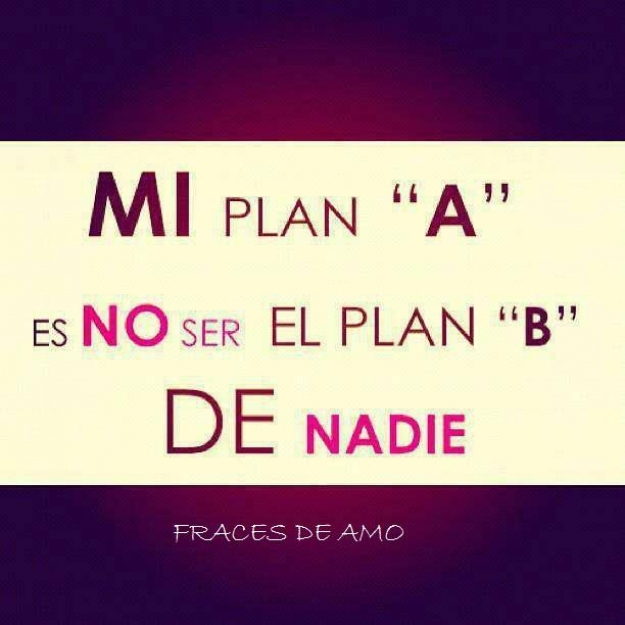 MI PLAN “A”
ES NO SER EL PLAN “B”
DE NADIE
FRACES DE AMO